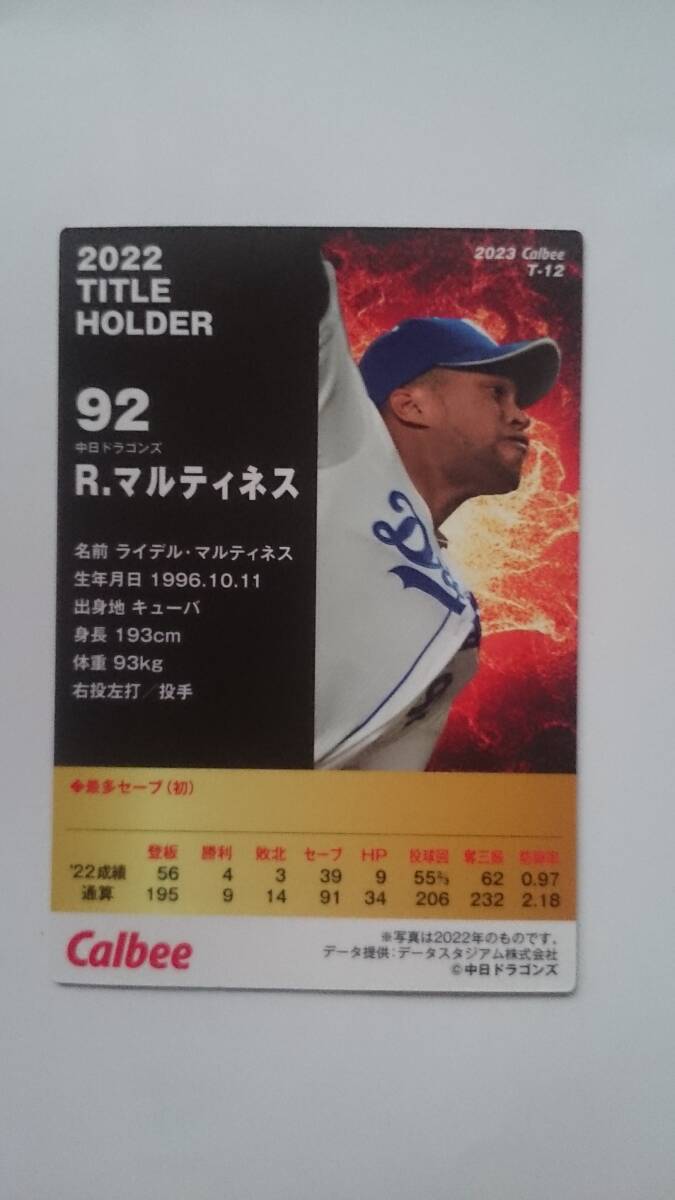 2022
TITLE
HOLDER
2023 Calbee
T-12
92
中日ドラゴンズ
R.マルティネス
名前 ライデル・マルティネス
生年月日 1996.10.11
出身地 キューバ
身長 193cm
体重 93kg
右投左打/投手
◆最多セーブ(初)
登板 勝利 敗北 セーブ HP 投球回 奪三振 防御率
'22成績 56 4 3 39 9 55⅔ 62 0.97
通算 195 9 14 91 34 206 232 2.18
Calbee
※写真は2022年のものです。
データ提供:データスタジアム株式会社
©中日ドラゴンズ